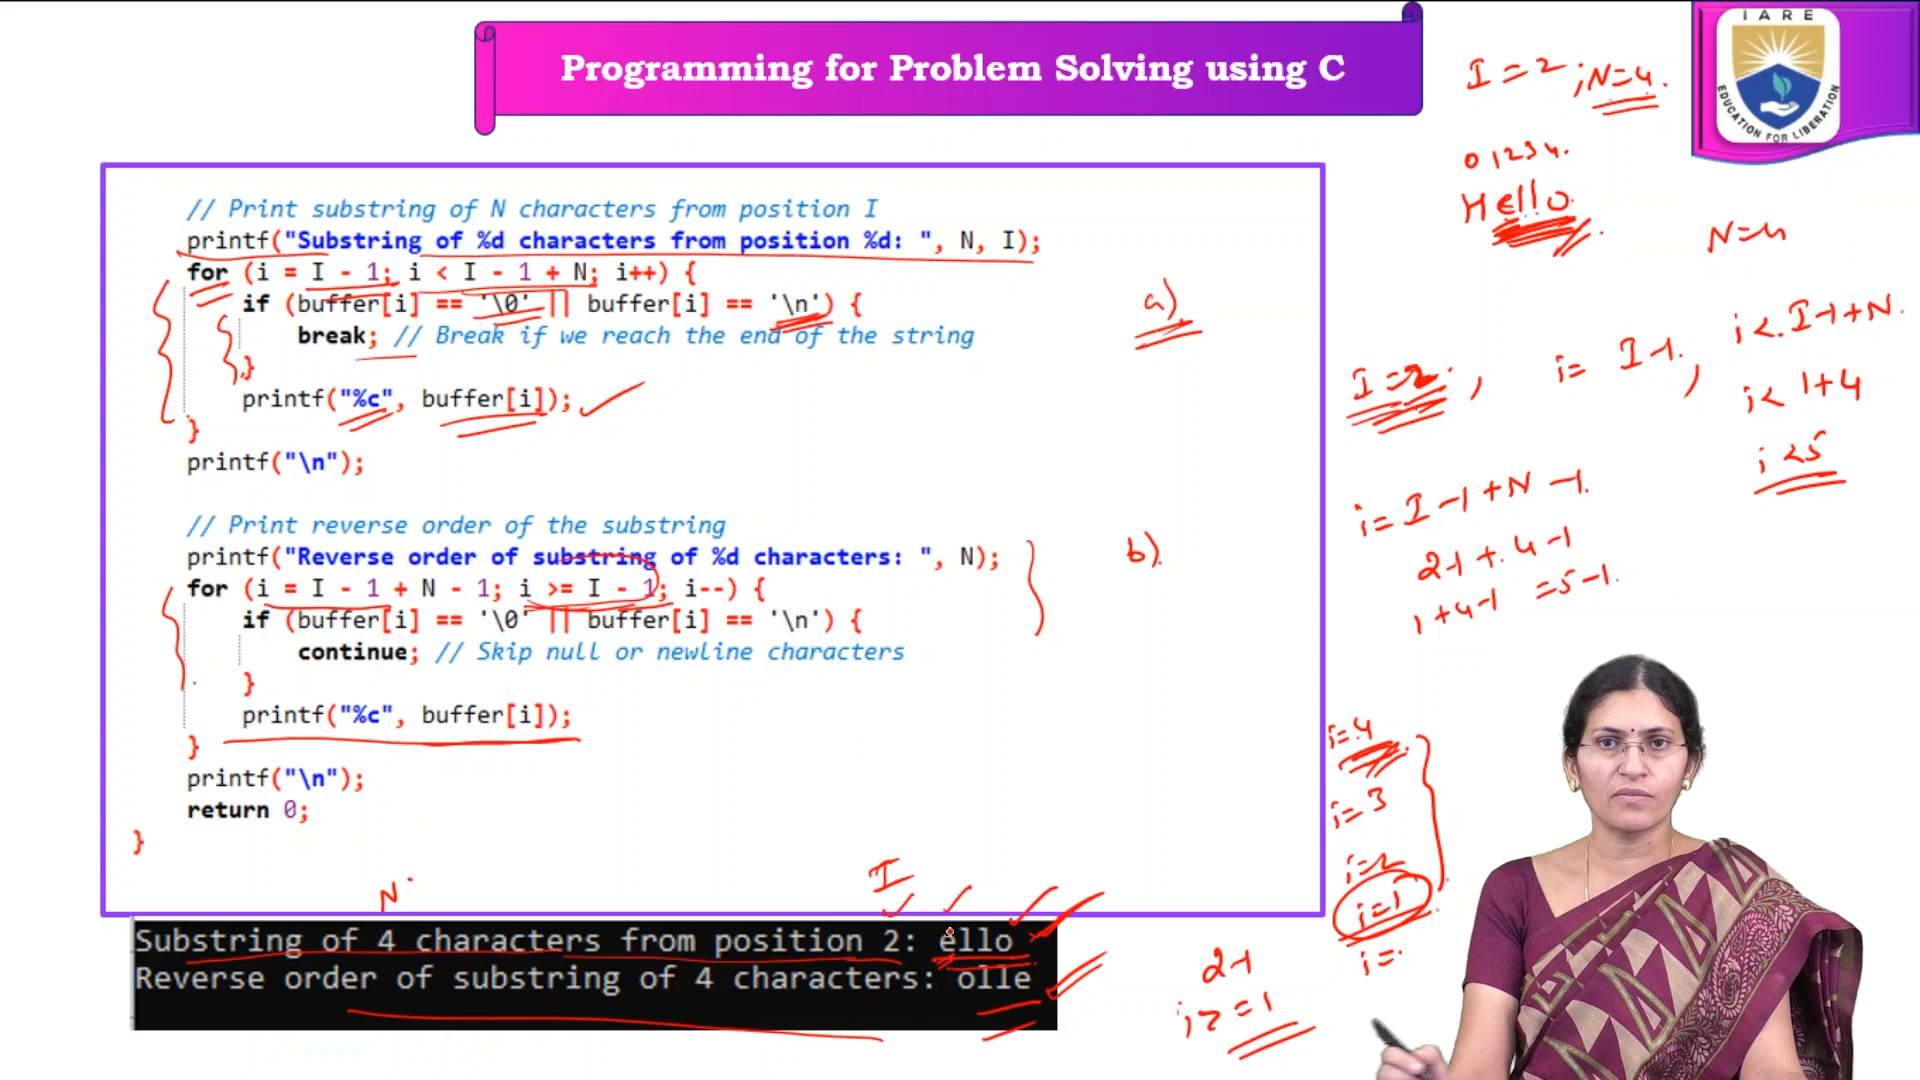 Programming for Problem Solving using C
IARE
EDUCATION FOR LIBERATION
I = 2 ; N = 4.
0 1 2 3 4.
Hello
N = 4
// Print substring of N characters from position I
printf("Substring of %d characters from position %d: ", N, I);
for (i = I - 1; i < I - 1 + N; i++) {
if (buffer[i] == '\0' || buffer[i] == '\n') {
break; // Break if we reach the end of the string
}
printf("%c", buffer[i]);
}
printf("\n");
a)
I = 2. , i = I-1. , i < I-1+N.
i < 1+4
i < 5
// Print reverse order of the substring
printf("Reverse order of substring of %d characters: ", N);
for (i = I - 1 + N - 1; i >= I - 1; i--) {
if (buffer[i] == '\0' || buffer[i] == '\n') {
continue; // Skip null or newline characters
}
printf("%c", buffer[i]);
}
printf("\n");
return 0;
}
b).
i = I-1+N-1.
2-1+4-1
1+4-1 = 5-1.
i = 4
i = 3
i = 2
i = 1
i =
N
I
Substring of 4 characters from position 2: ello
Reverse order of substring of 4 characters: olle
2-1
i >= 1